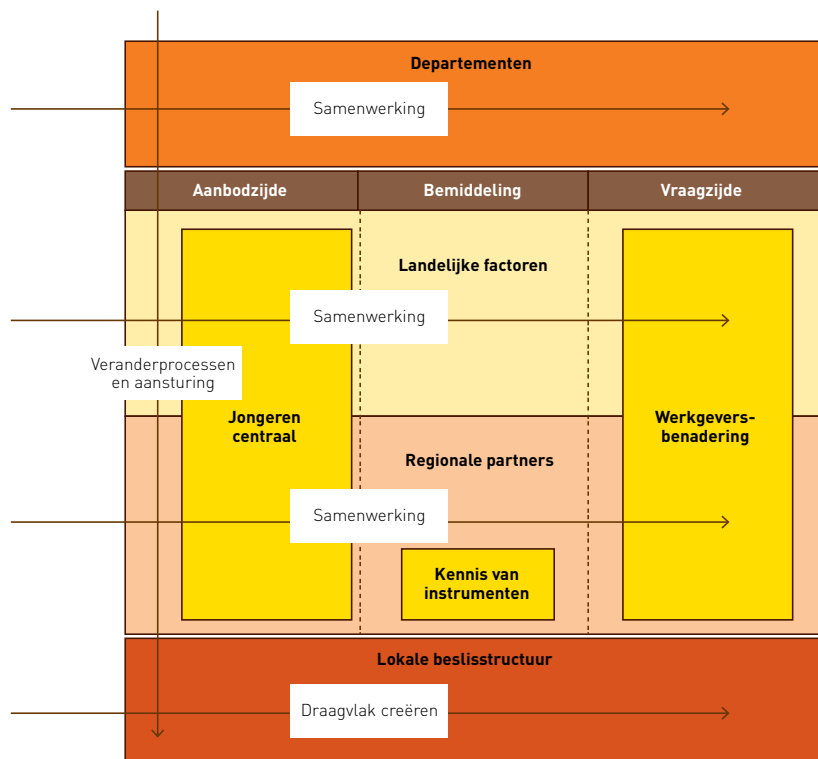 Departementen
Samenwerking
Aanbodzijde
Bemiddeling
Vraagzijde
Landelijke factoren
Samenwerking
Veranderprocessen
en aansturing
Jongeren
centraal
Werkgevers-
benadering
Regionale partners
Samenwerking
Kennis van
instrumenten
Lokale beslisstructuur
Draagvlak creëren